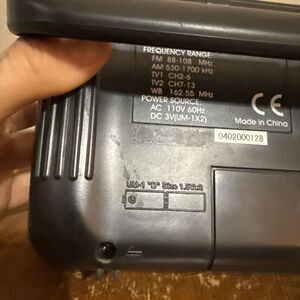 FREQUENCY RANGE:
FM 88-108 MHz
AM 530-1700 kHz
TV1 CH2-6
TV2 CH7-13
WB 162.55 MHz
POWER SOURCE:
AC 110V 60Hz
DC 3V(UM-1X2)
CE
Made in China
0402000128
UM-1 "D" Size 1.5Vx2